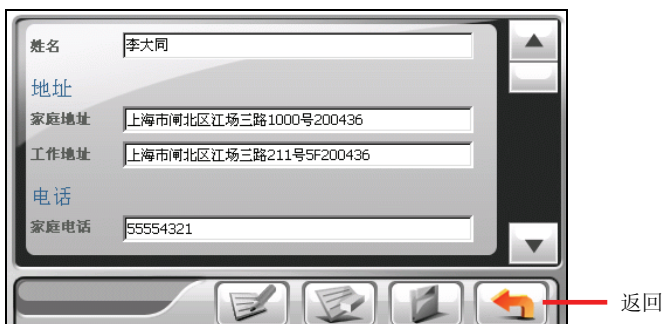 姓名 李大同
地址
家庭地址 上海市闸北区江场三路1000号200436
工作地址 上海市闸北区江场三路211号5F200436
电话
家庭电话 55554321
返回